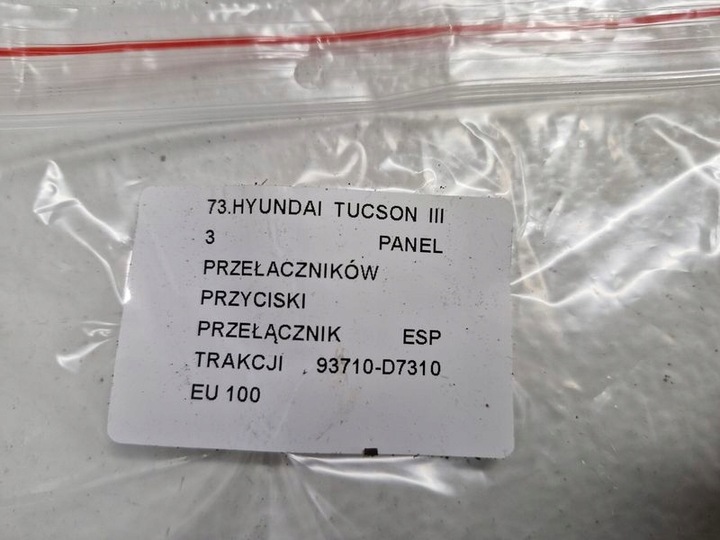 73.HYUNDAI TUCSON III
3 PANEL
PRZEŁACZNIKÓW
PRZYCISKI
PRZEŁĄCZNIK ESP
TRAKCJI , 93710-D7310
EU 100